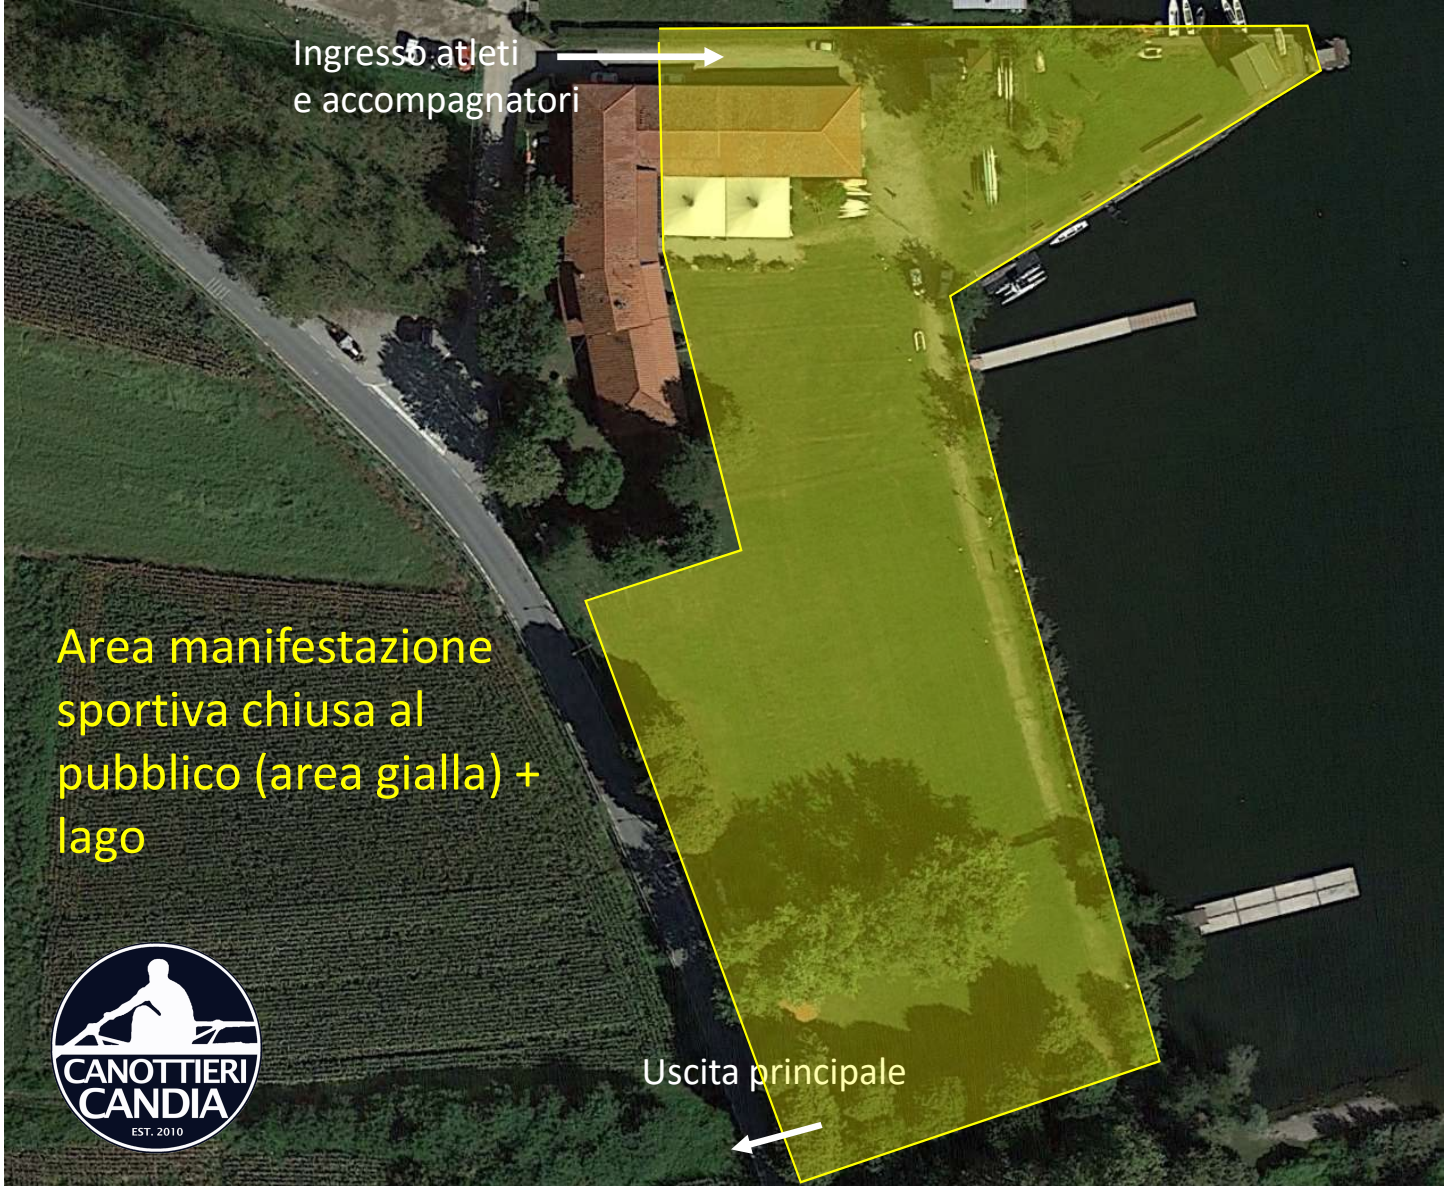 Ingresso atleti
e accompagnatori
Area manifestazione
sportiva chiusa al
pubblico (area gialla) +
lago
Uscita principale
CANOTTIERI
CANDIA
EST. 2010